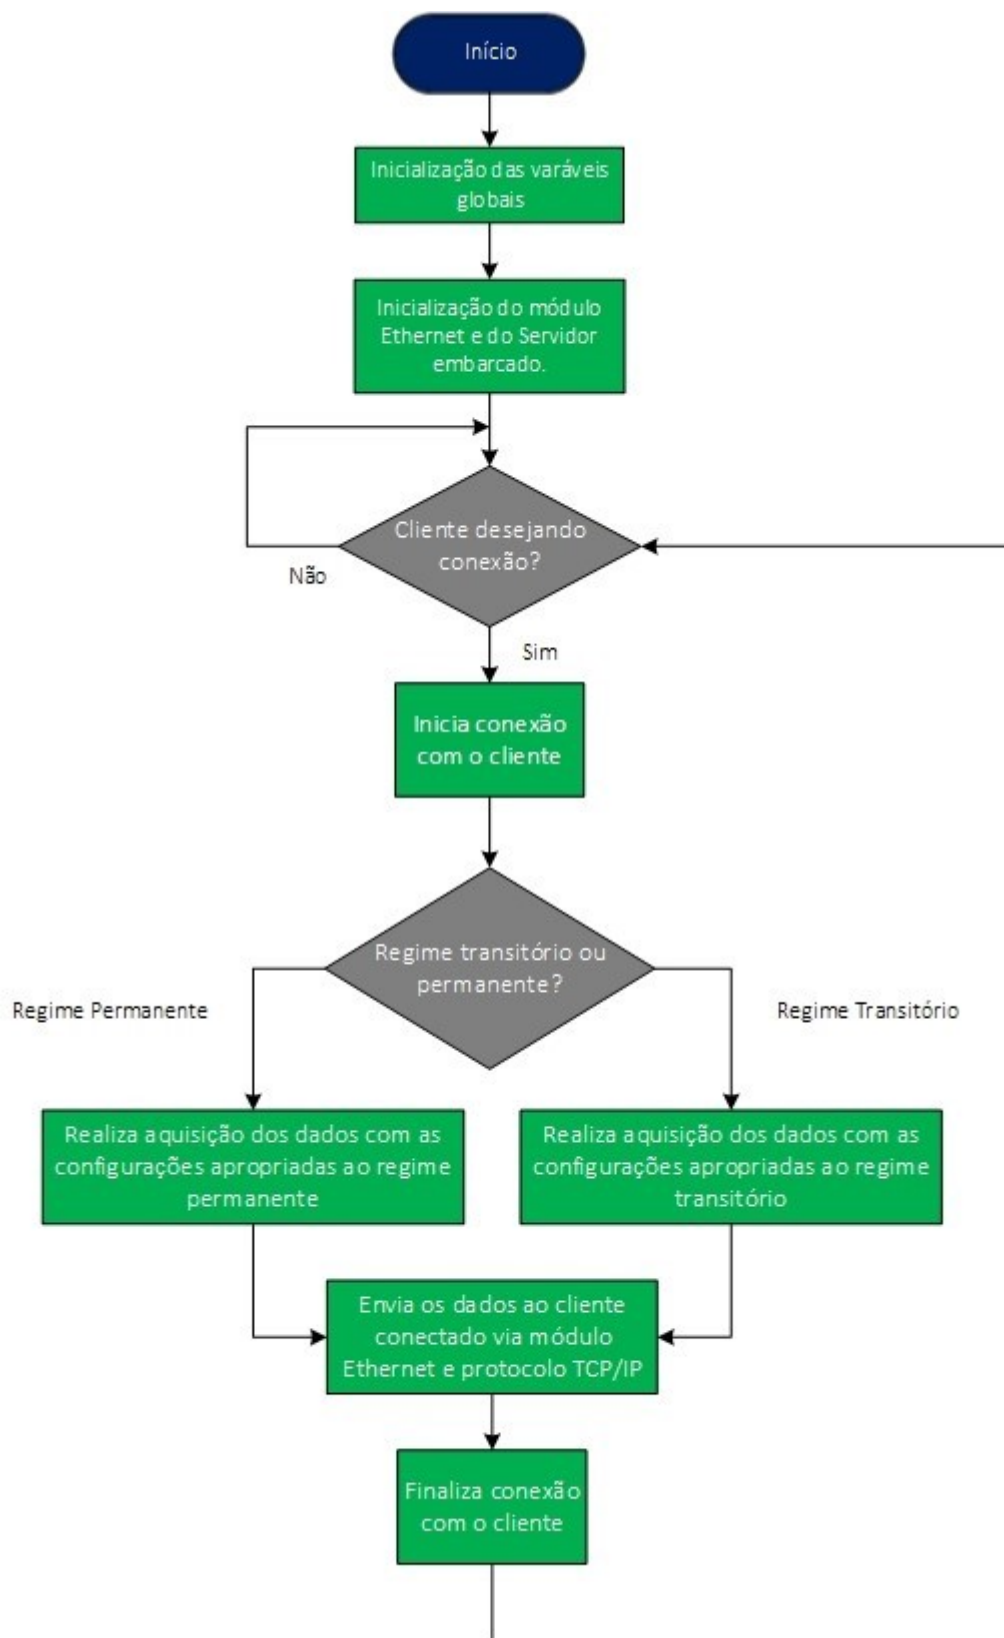 Início
Inicialização das varáveis
globais
Inicialização do módulo
Ethernet e do Servidor
embarcado.
Cliente desejando
conexão?
Não
Sim
Inicia conexão
com o cliente
Regime transitório ou
permanente?
Regime Permanente
Regime Transitório
Realiza aquisição dos dados com as
configurações apropriadas ao regime
permanente
Realiza aquisição dos dados com as
configurações apropriadas ao regime
transitório
Envia os dados ao cliente
conectado via módulo
Ethernet e protocolo TCP/IP
Finaliza conexão
com o cliente